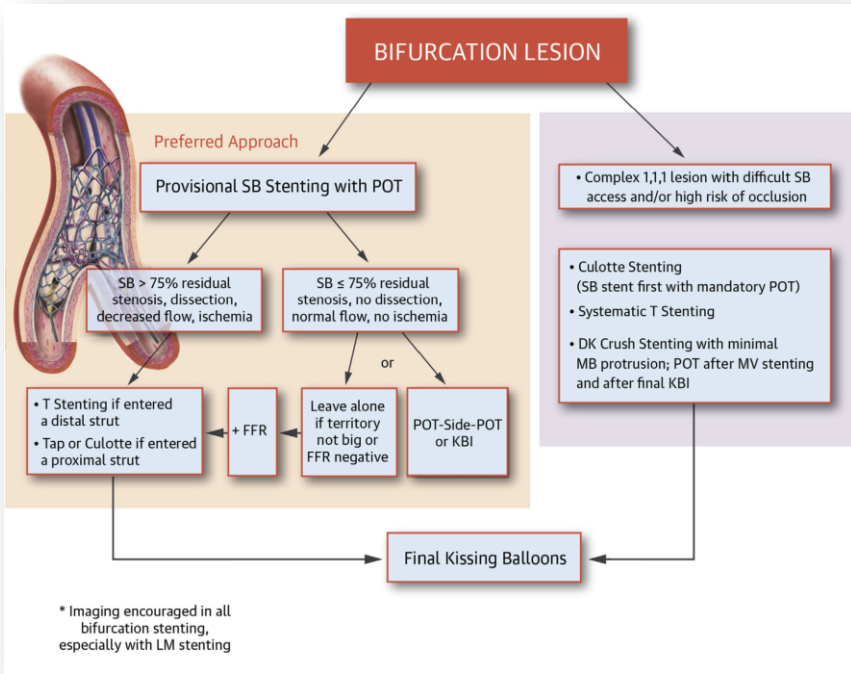 BIFURCATION LESION
Preferred Approach
Provisional SB Stenting with POT
SB > 75% residual
stenosis, dissection,
decreased flow, ischemia
SB ≤ 75% residual
stenosis, no dissection,
normal flow, no ischemia
or
• T Stenting if entered
a distal strut
• Tap or Culotte if entered
a proximal strut
+ FFR
Leave alone
if territory
not big or
FFR negative
POT-Side-POT
or KBI
• Complex 1,1,1 lesion with difficult SB
access and/or high risk of occlusion
• Culotte Stenting
(SB stent first with mandatory POT)
• Systematic T Stenting
• DK Crush Stenting with minimal
MB protrusion; POT after MV stenting
and after final KBI
Final Kissing Balloons
* Imaging encouraged in all
bifurcation stenting,
especially with LM stenting